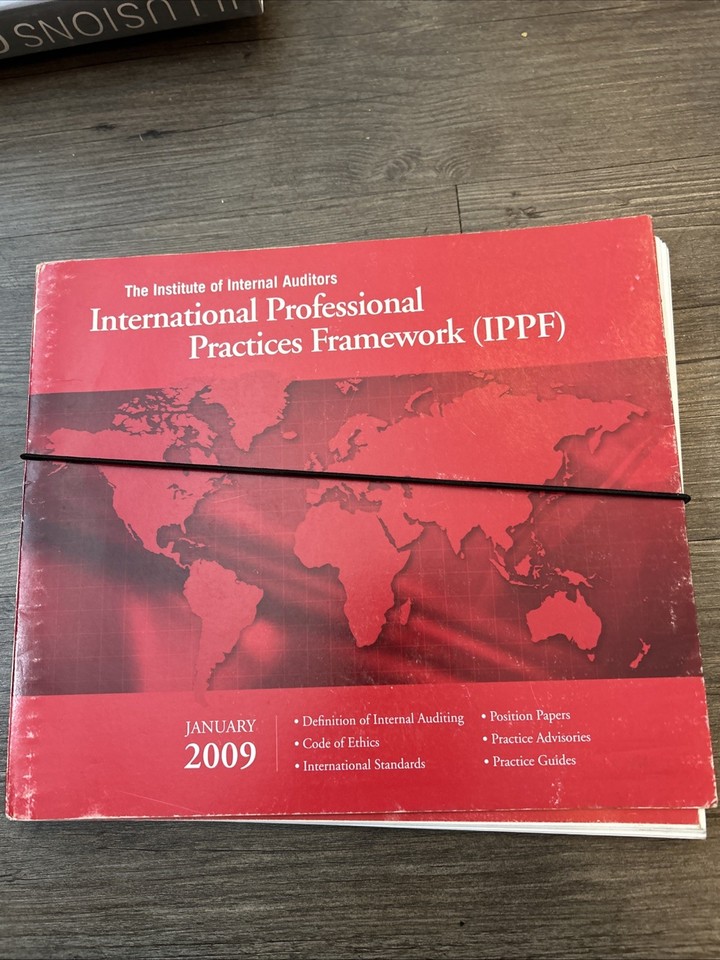 ILLUSIONS
The Institute of Internal Auditors
International Professional
Practices Framework (IPPF)
JANUARY
2009
• Definition of Internal Auditing
• Code of Ethics
• International Standards
• Position Papers
• Practice Advisories
• Practice Guides